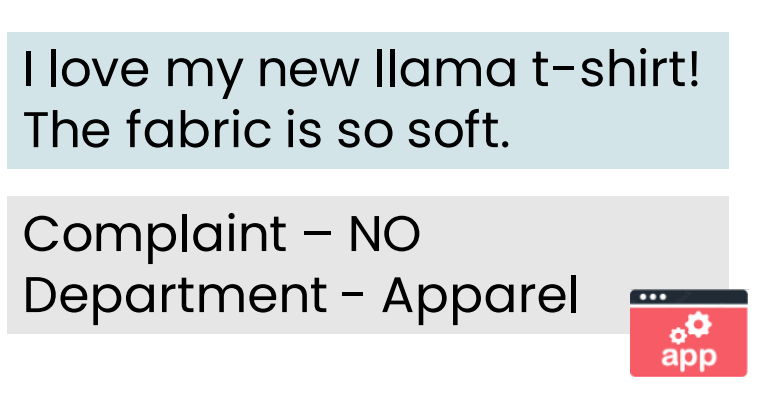 I love my new llama t-shirt!
The fabric is so soft.
Complaint – NO
Department - Apparel
app